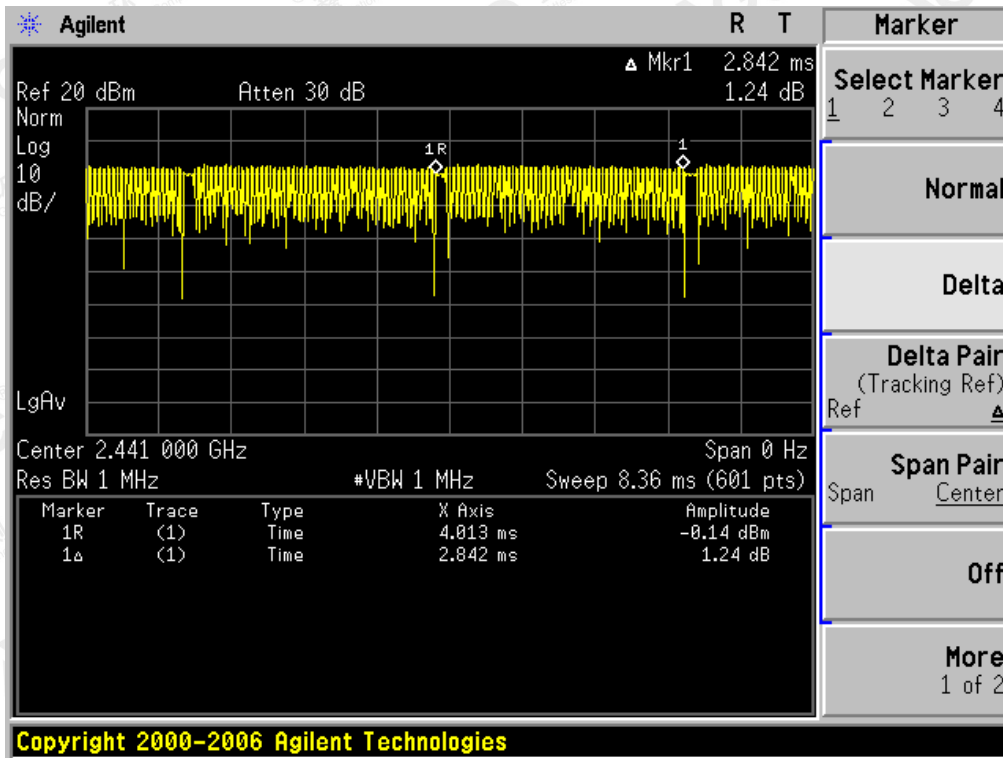 Agilent R T
Δ Mkr1 2.842 ms
Ref 20 dBm Atten 30 dB 1.24 dB
Norm
Log
10
dB/
1R
1
LgAv
Center 2.441 000 GHz Span 0 Hz
Res BW 1 MHz #VBW 1 MHz Sweep 8.36 ms (601 pts)
Marker Trace Type X Axis Amplitude
1R (1) Time 4.013 ms -0.14 dBm
1Δ (1) Time 2.842 ms 1.24 dB
Marker
Select Marker
1 2 3 4
Normal
Delta
Delta Pair
(Tracking Ref)
Ref Δ
Span Pair
Span Center
Off
More
1 of 2
Copyright 2000-2006 Agilent Technologies